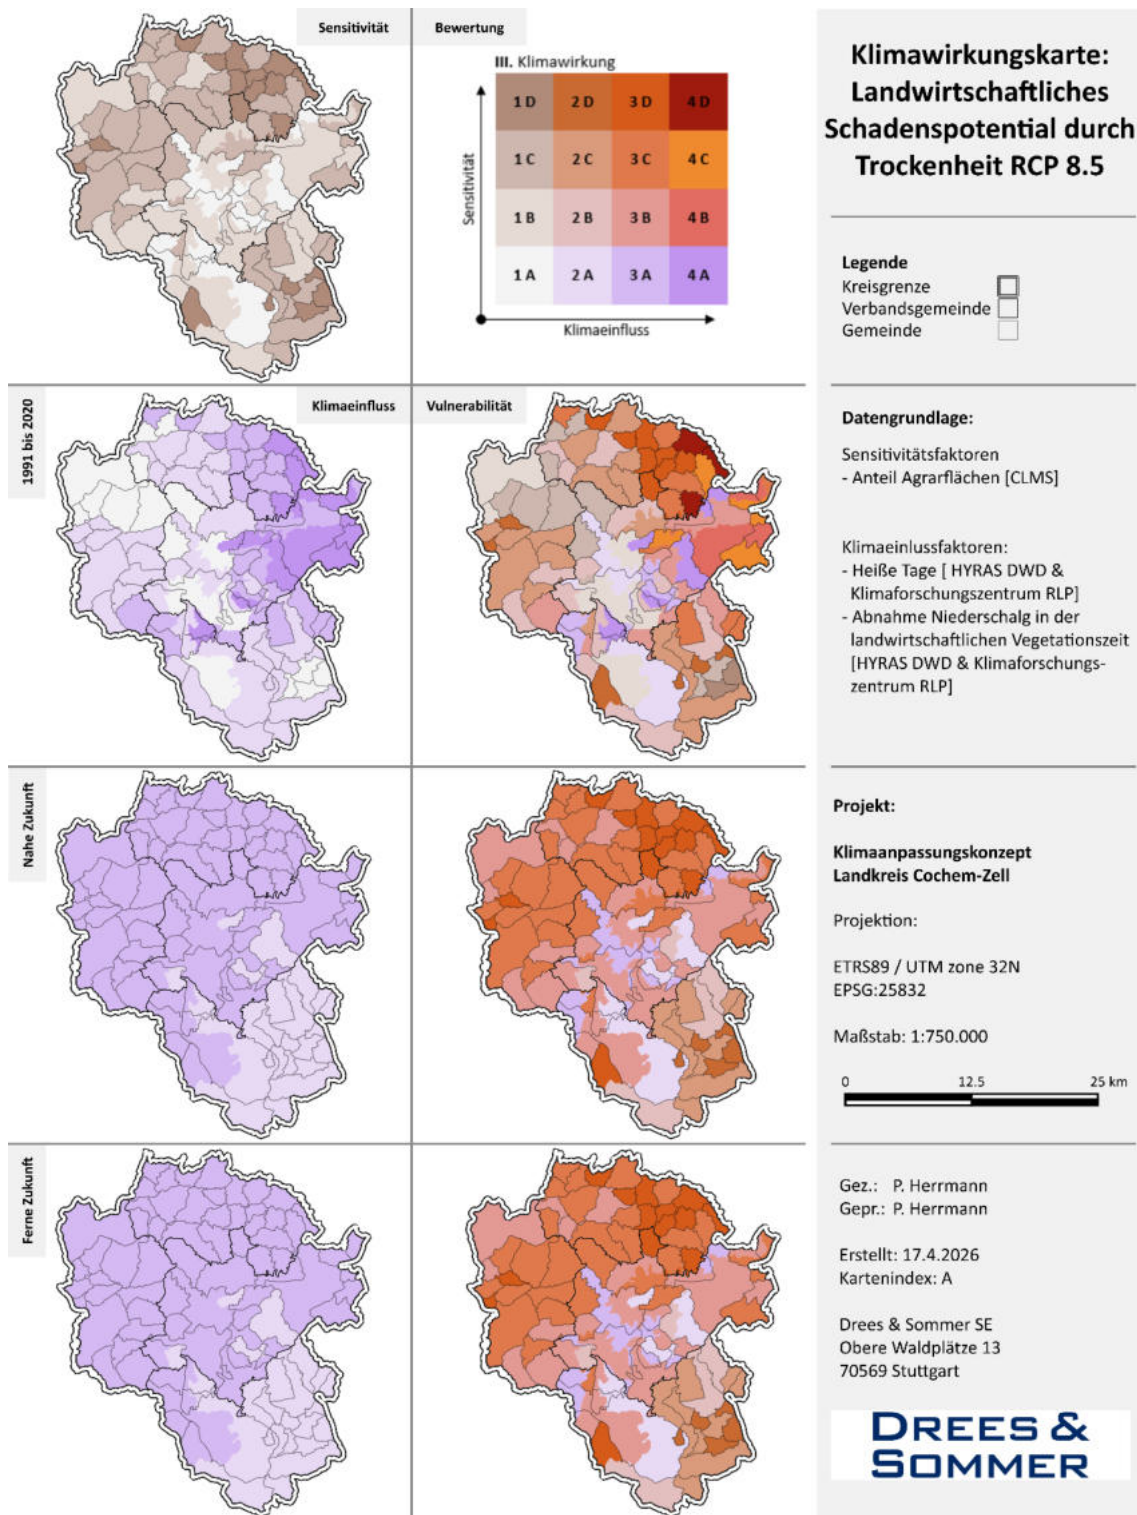 Sensitivität
Bewertung
III. Klimawirkung
Sensitivität
1 D 2 D 3 D 4 D
1 C 2 C 3 C 4 C
1 B 2 B 3 B 4 B
1 A 2 A 3 A 4 A
Klimaeinfluss
1991 bis 2020
Klimaeinfluss
Vulnerabilität
Nahe Zukunft
Ferne Zukunft
Klimawirkungskarte:
Landwirtschaftliches
Schadenspotential durch
Trockenheit RCP 8.5
Legende
Kreisgrenze
Verbandsgemeinde
Gemeinde
Datengrundlage:
Sensitivitätsfaktoren
- Anteil Agrarflächen [CLMS]
Klimaeinlussfaktoren:
- Heiße Tage [ HYRAS DWD &
Klimaforschungszentrum RLP]
- Abnahme Niederschalg in der
landwirtschaftlichen Vegetationszeit
[HYRAS DWD & Klimaforschungs-
zentrum RLP]
Projekt:
Klimaanpassungskonzept
Landkreis Cochem-Zell
Projektion:
ETRS89 / UTM zone 32N
EPSG:25832
Maßstab: 1:750.000
0 12.5 25 km
Gez.: P. Herrmann
Gepr.: P. Herrmann
Erstellt: 17.4.2026
Kartenindex: A
Drees & Sommer SE
Obere Waldplätze 13
70569 Stuttgart
DREES &
SOMMER